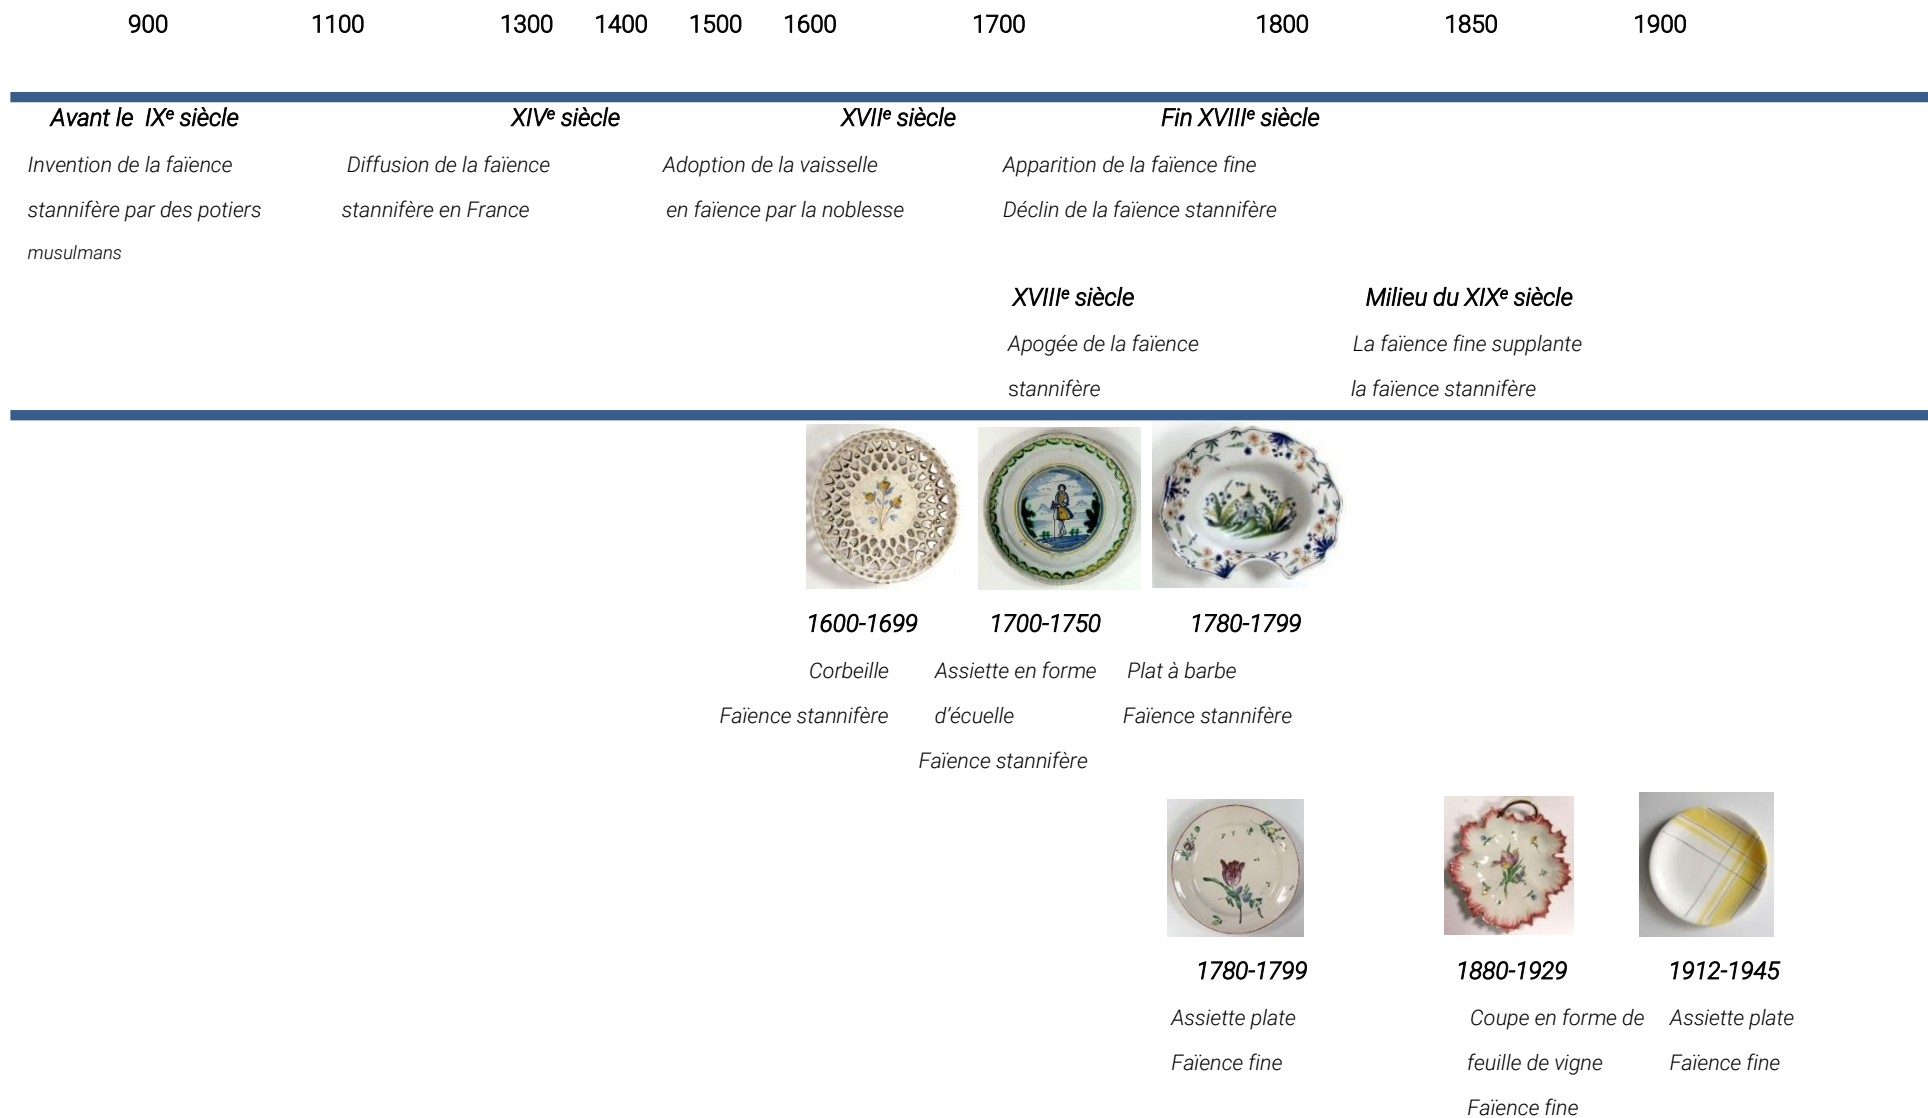 900 1100 1300 1400 1500 1600 1700 1800 1850 1900
Avant le IXe siècle
Invention de la faïence
stannifère par des potiers
musulmans
XIVe siècle
Diffusion de la faïence
stannifère en France
XVIIe siècle
Adoption de la vaisselle
en faïence par la noblesse
Fin XVIIIe siècle
Apparition de la faïence fine
Déclin de la faïence stannifère
XVIIIe siècle
Apogée de la faïence
stannifère
Milieu du XIXe siècle
La faïence fine supplante
la faïence stannifère
1600-1699
Corbeille
Faïence stannifère
1700-1750
Assiette en forme
d’écuelle
Faïence stannifère
1780-1799
Plat à barbe
Faïence stannifère
1780-1799
Assiette plate
Faïence fine
1880-1929
Coupe en forme de
feuille de vigne
Faïence fine
1912-1945
Assiette plate
Faïence fine